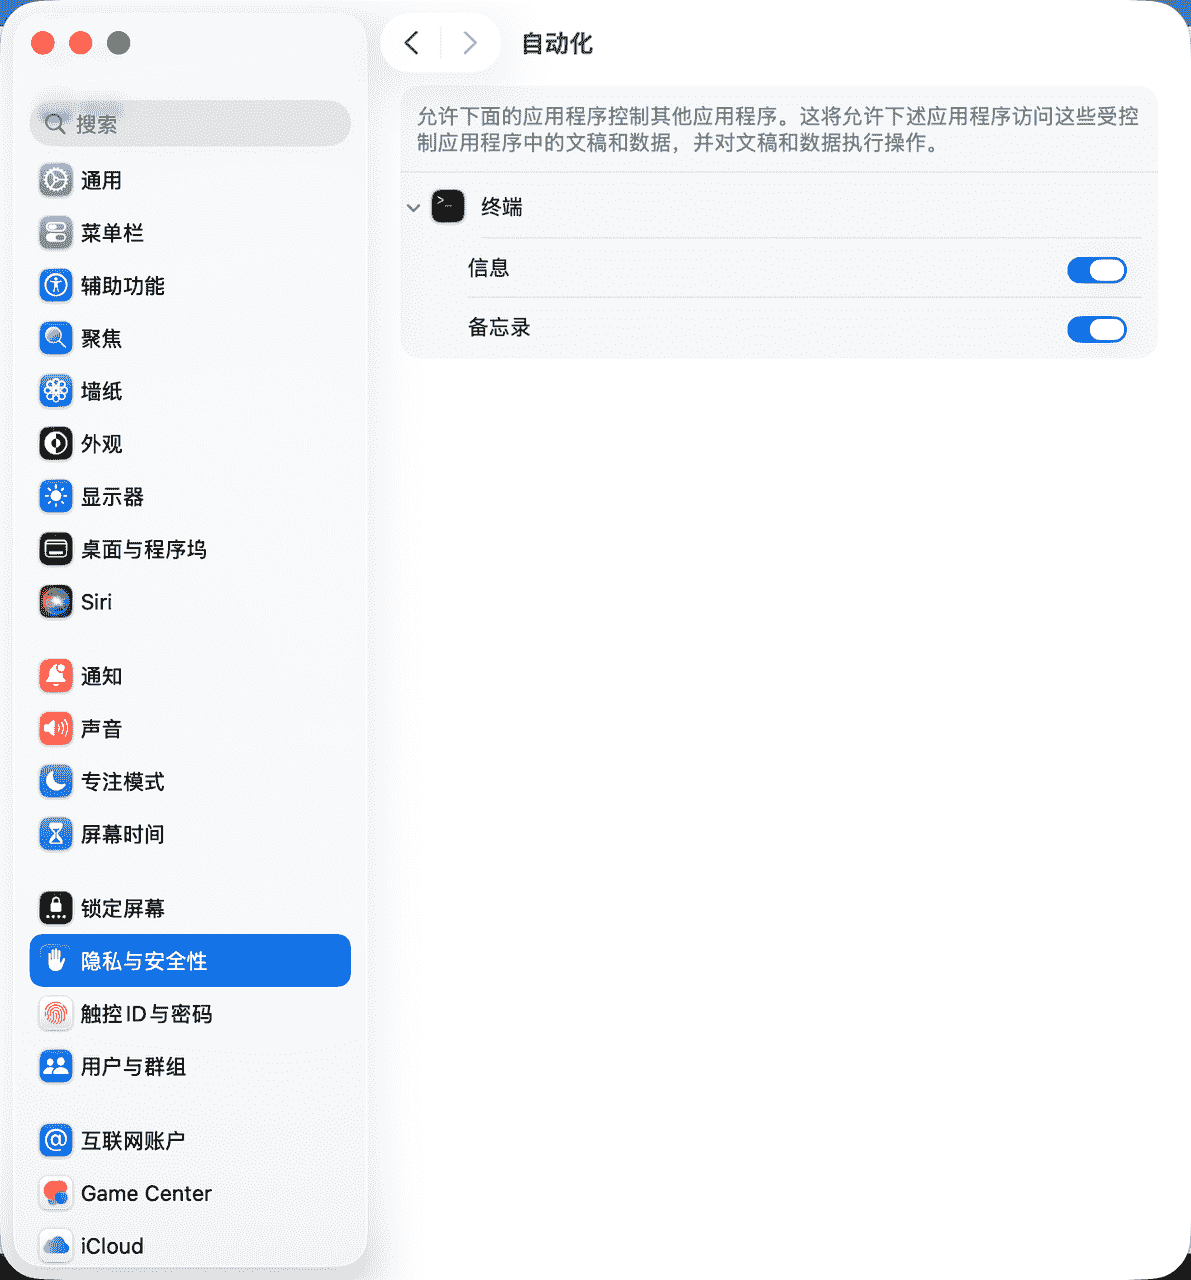 自动化
搜索
通用
菜单栏
辅助功能
聚焦
墙纸
外观
显示器
桌面与程序坞
Siri
通知
声音
专注模式
屏幕时间
锁定屏幕
隐私与安全性
触控 ID 与密码
用户与群组
互联网账户
Game Center
iCloud
允许下面的应用程序控制其他应用程序。这将允许下述应用程序访问这些受控
制应用程序中的文稿和数据，并对文稿和数据执行操作。
终端
信息
备忘录